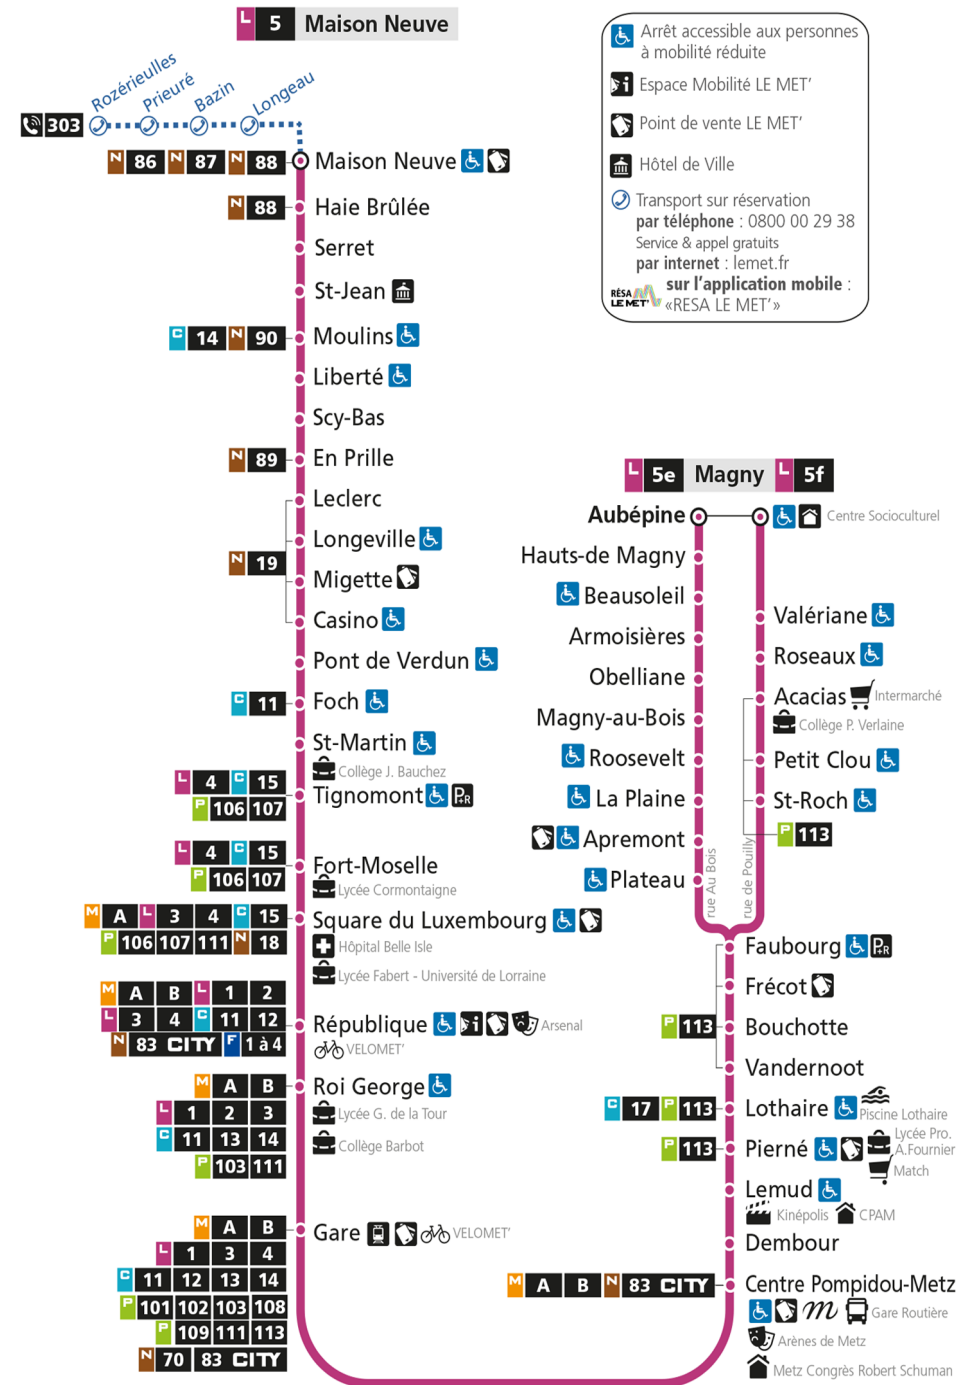 L 5 Maison Neuve
Rozérieulles
Prieuré
Bazin
Longeau
303
N 86 N 87 N 88 Maison Neuve
N 88 Haie Brûlée
Serret
St-Jean
C 14 N 90 Moulins
Liberté
Scy-Bas
N 89 En Prille
Leclerc
Longeville
N 19
Migette
Casino
Pont de Verdun
C 11 Foch
St-Martin
Collège J. Bauchez
L 4 C 15
Tignomont P+R
P 106 107
L 4 C 15
Fort-Moselle
P 106 107
Lycée Cormontaigne
M A L 3 4 C 15
Square du Luxembourg
P 106 107 111 N 18
Hôpital Belle Isle
Lycée Fabert - Université de Lorraine
M A B L 1 2
L 3 4 C 11 12
République i Arsenal
N 83 CITY F 1 à 4
VELOMET'
M A B Roi George
L 1 2 3
Lycée G. de la Tour
C 11 13 14
Collège Barbot
P 103 111
M A B
Gare VELOMET'
L 1 3 4
C 11 12 13 14
P 101 102 103 108
P 109 111 113
N 70 83 CITY
Arrêt accessible aux personnes
à mobilité réduite
i Espace Mobilité LE MET'
Point de vente LE MET'
Hôtel de Ville
Transport sur réservation
par téléphone : 0800 00 29 38
Service & appel gratuits
par internet : lemet.fr
RÉSA LE MET' sur l'application mobile :
«RESA LE MET'»
L 5e Magny L 5f
Aubépine Centre Socioculturel
Hauts-de Magny
Beausoleil
Armoisières
Obelliane
Magny-au-Bois
Roosevelt
La Plaine
Apremont
Plateau
rue Au Bois
Valériane
Roseaux
Acacias Intermarché
Collège P. Verlaine
Petit Clou
St-Roch
P 113
rue de Pouilly
Faubourg P+R
Frécot
P 113 Bouchotte
Vandernoot
C 17 P 113 Lothaire
Piscine Lothaire
P 113 Pierné
Lycée Pro.
A.Fournier
Match
Lemud
Kinépolis CPAM
Dembour
M A B N 83 CITY Centre Pompidou-Metz
m Gare Routière
Arènes de Metz
Metz Congrès Robert Schuman